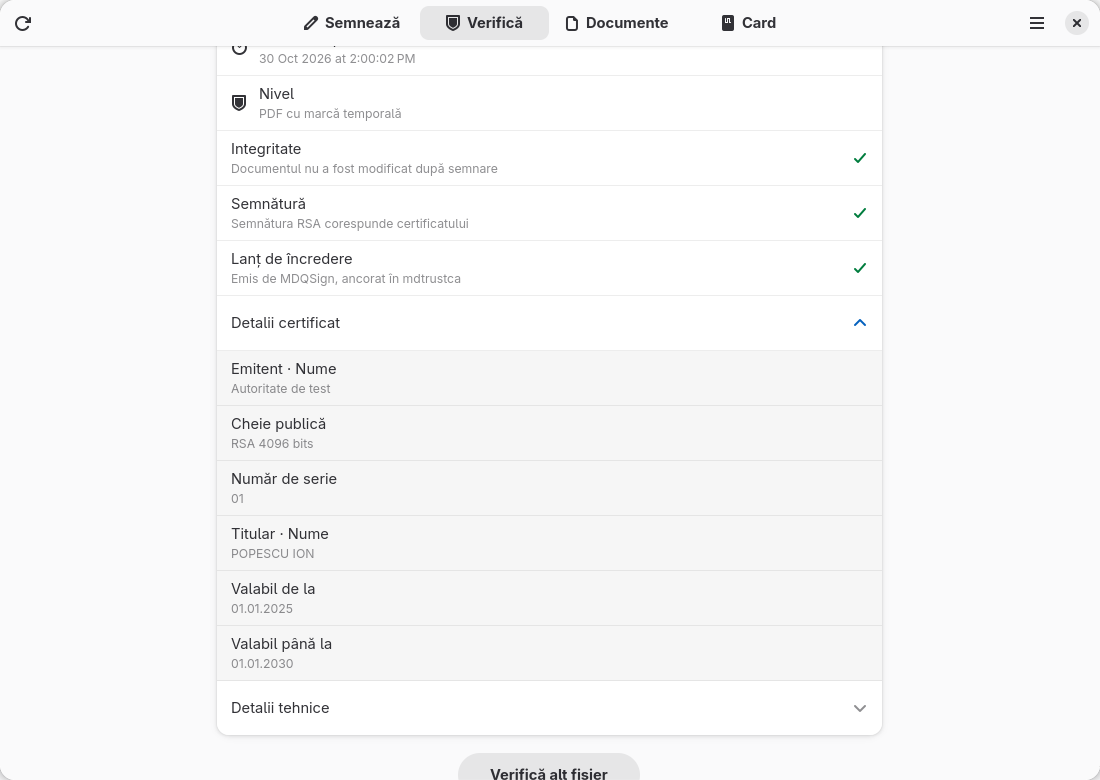 Semnează
Verifică
Documente
Card
30 Oct 2026 at 2:00:02 PM
Nivel
PDF cu marcă temporală
Integritate
Documentul nu a fost modificat după semnare
Semnătură
Semnătura RSA corespunde certificatului
Lanț de încredere
Emis de MDQSign, ancorat în mdtrustca
Detalii certificat
Emitent · Nume
Autoritate de test
Cheie publică
RSA 4096 bits
Număr de serie
01
Titular · Nume
POPESCU ION
Valabil de la
01.01.2025
Valabil până la
01.01.2030
Detalii tehnice
Verifică alt fișier